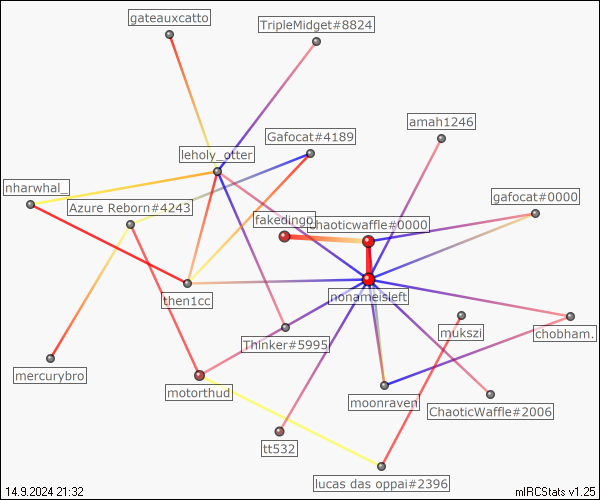 gateauxcatto
TripleMidget#8824
amah1246
Gafocat#4189
leholy_otter
nharwhal_
gafocat#0000
Azure Reborn#4243
fakedingo
chaoticwaffle#0000
then1cc
nonameisleft
mukszi
chobham.
Thinker#5995
mercurybro
motorthud
moonraven
ChaoticWaffle#2006
tt532
lucas das oppai#2396
14.9.2024 21:32
mIRCStats v1.25